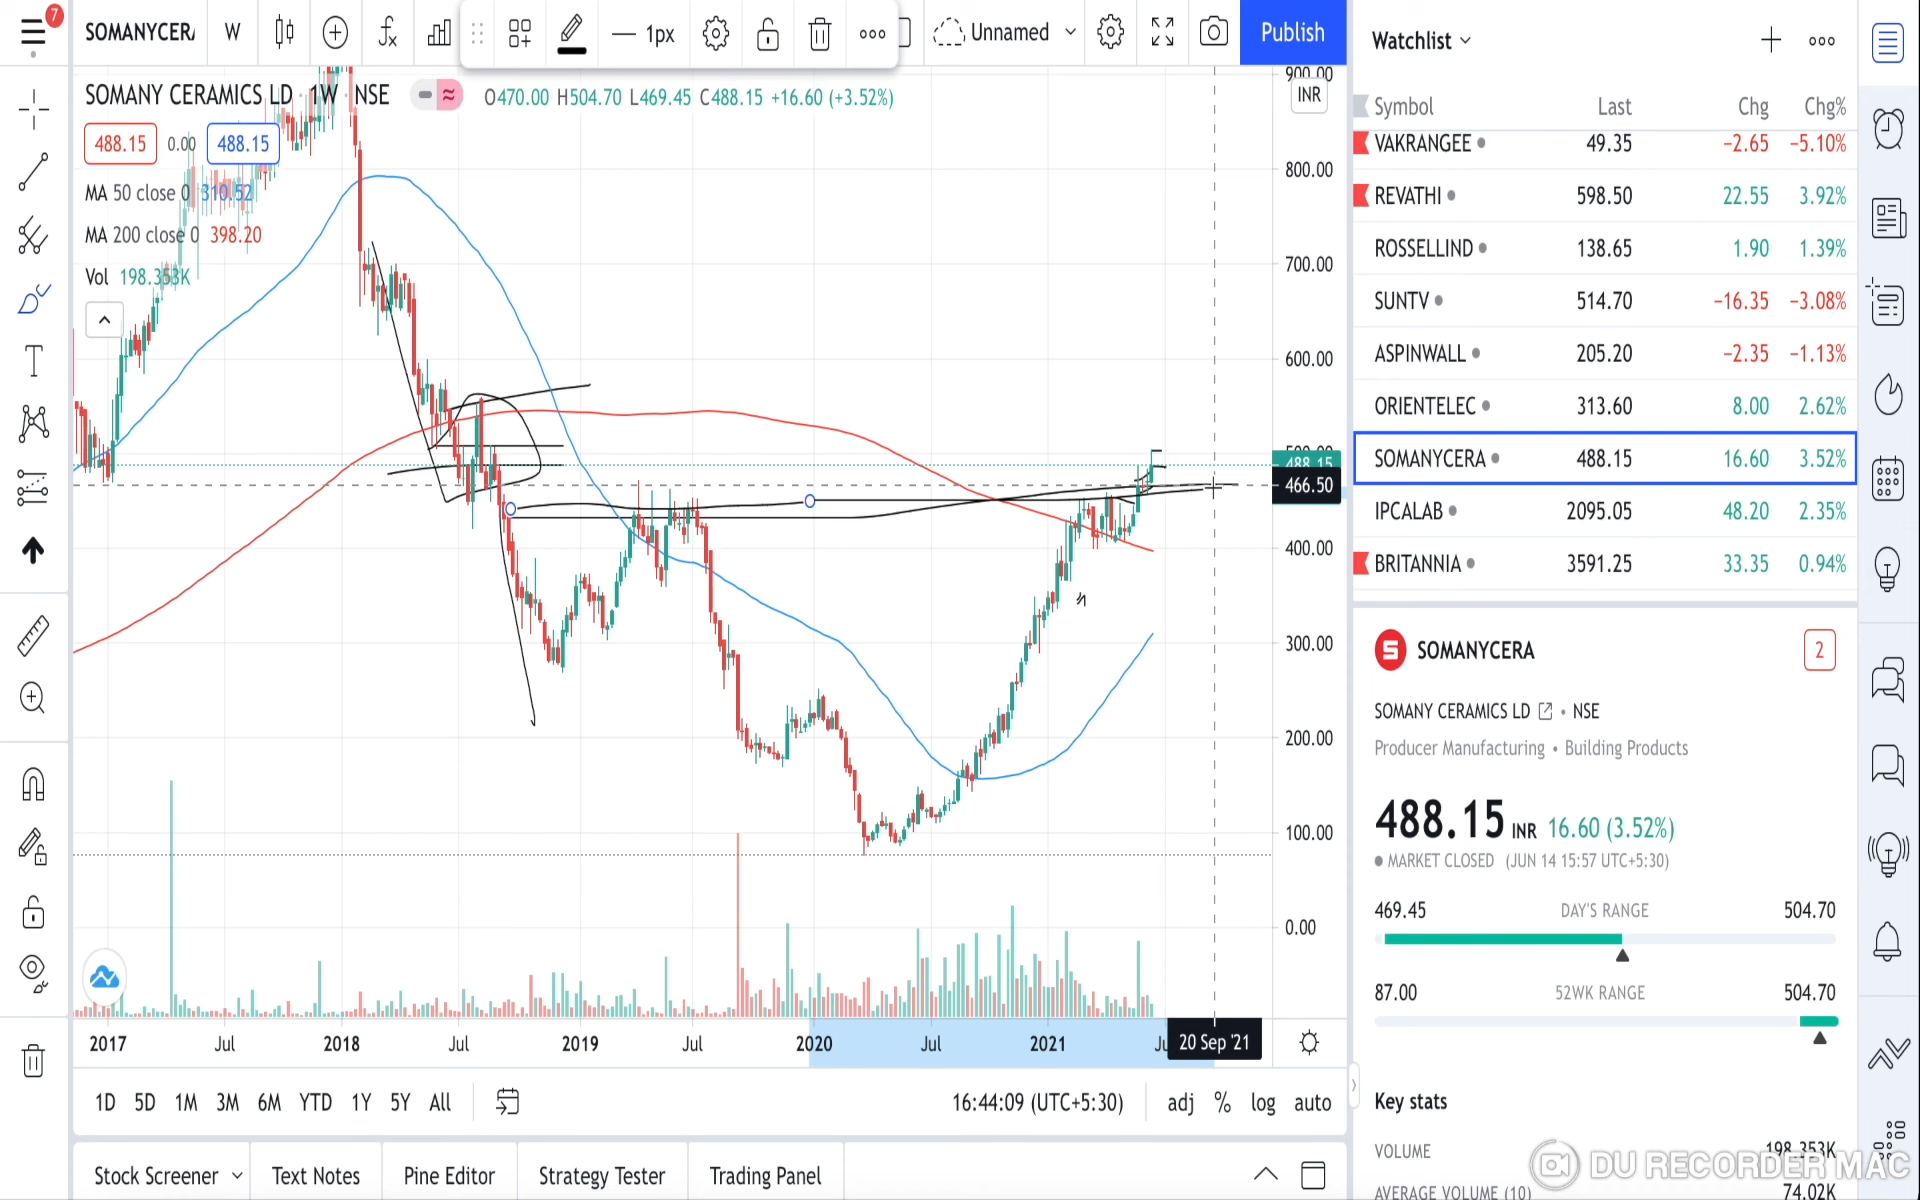 7
SOMANYCERA
W
1px
Unnamed
Publish
SOMANY CERAMICS LD · 1W · NSE
O470.00 H504.70 L469.45 C488.15 +16.60 (+3.52%)
488.15 0.00 488.15
MA 50 close 0 310.52
MA 200 close 0 398.20
Vol 198.353K
900.00
INR
800.00
700.00
600.00
488.15
466.50
400.00
300.00
200.00
100.00
0.00
2017 Jul 2018 Jul 2019 Jul 2020 Jul 2021 20 Sep '21
1D 5D 1M 3M 6M YTD 1Y 5Y All
16:44:09 (UTC+5:30) adj % log auto
Stock Screener Text Notes Pine Editor Strategy Tester Trading Panel
Watchlist
Symbol Last Chg Chg%
VAKRANGEE 49.35 −2.65 −5.10%
REVATHI 598.50 22.55 3.92%
ROSSELLIND 138.65 1.90 1.39%
SUNTV 514.70 −16.35 −3.08%
ASPINWALL 205.20 −2.35 −1.13%
ORIENTELEC 313.60 8.00 2.62%
SOMANYCERA 488.15 16.60 3.52%
IPCALAB 2095.05 48.20 2.35%
BRITANNIA 3591.25 33.35 0.94%
SOMANYCERA 2
SOMANY CERAMICS LD • NSE
Producer Manufacturing • Building Products
488.15 INR 16.60 (3.52%)
MARKET CLOSED (JUN 14 15:57 UTC+5:30)
469.45 DAY'S RANGE 504.70
87.00 52WK RANGE 504.70
Key stats
VOLUME 198.353K
AVERAGE VOLUME (10) 74.02K
DU RECORDER MAC